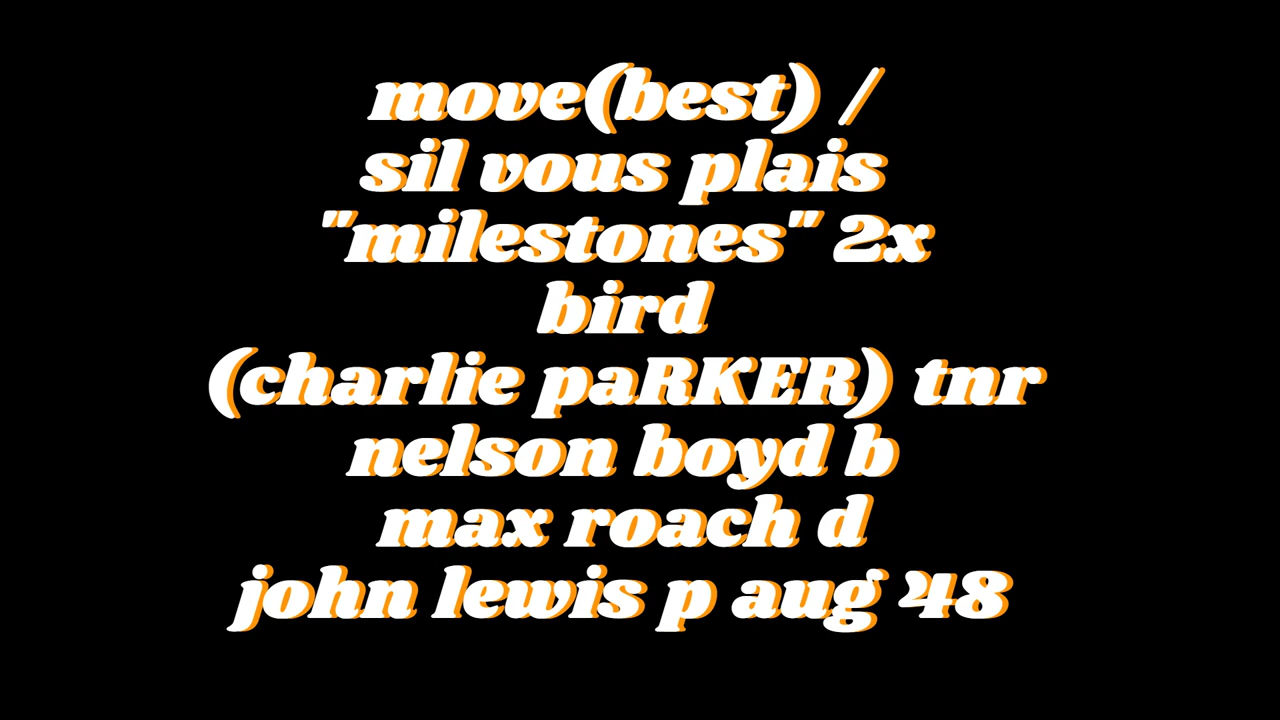 move(best) /
sil vous plais
"milestones" 2x
bird
(charlie paRKER) tnr
nelson boyd b
max roach d
john lewis p aug 48